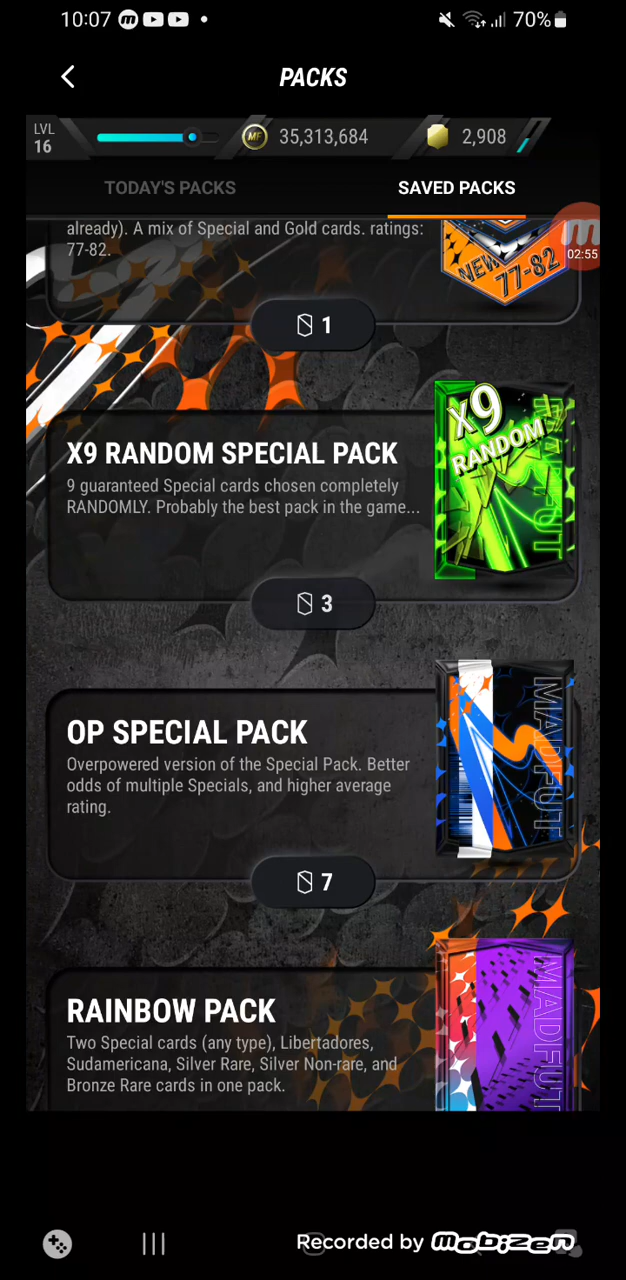 10:07
70%
PACKS
LVL
16
MF
35,313,684
2,908
TODAY'S PACKS
SAVED PACKS
already). A mix of Special and Gold cards. ratings:
77-82.
NEW
77-82
02:55
1
X9 RANDOM SPECIAL PACK
9 guaranteed Special cards chosen completely
RANDOMLY. Probably the best pack in the game...
X9
RANDOM
3
OP SPECIAL PACK
Overpowered version of the Special Pack. Better
odds of multiple Specials, and higher average
rating.
MADFUT
7
RAINBOW PACK
Two Special cards (any type), Libertadores,
Sudamericana, Silver Rare, Silver Non-rare, and
Bronze Rare cards in one pack.
MADFUT
Recorded by mobizen